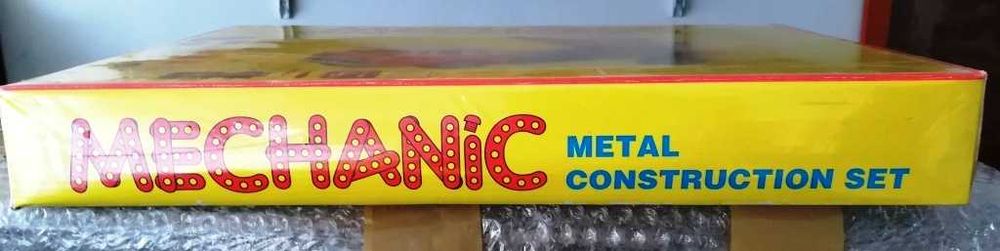 MECHANiC
METAL
CONSTRUCTION SET